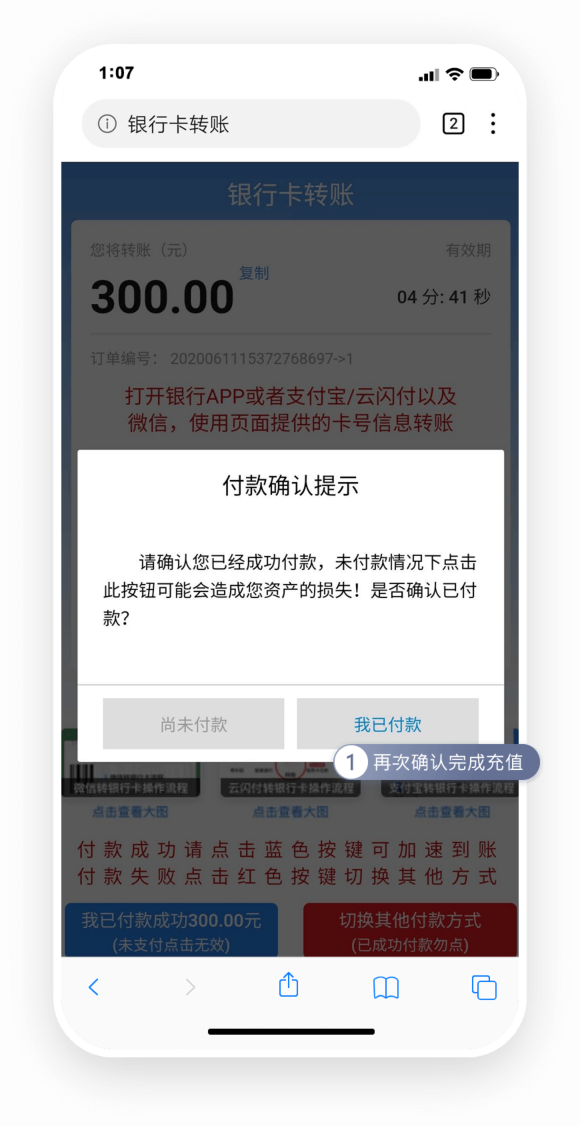 1:07
银行卡转账
2
银行卡转账
您将转账（元）
有效期
300.00
复制
04 分: 41 秒
订单编号： 2020061115372768697->1
打开银行APP或者支付宝/云闪付以及
微信，使用页面提供的卡号信息转账
付款确认提示
请确认您已经成功付款，未付款情况下点击
此按钮可能会造成您资产的损失！是否确认已付
款？
尚未付款
我已付款
1 再次确认完成充值
微信转银行卡操作流程
云闪付转银行卡操作流程
支付宝转银行卡操作流程
点击查看大图
点击查看大图
点击查看大图
付款成功请点击蓝色按键可加速到账
付款失败点击红色按键切换其他方式
我已付款成功300.00元
(未支付点击无效)
切换其他付款方式
(已成功付款勿点)